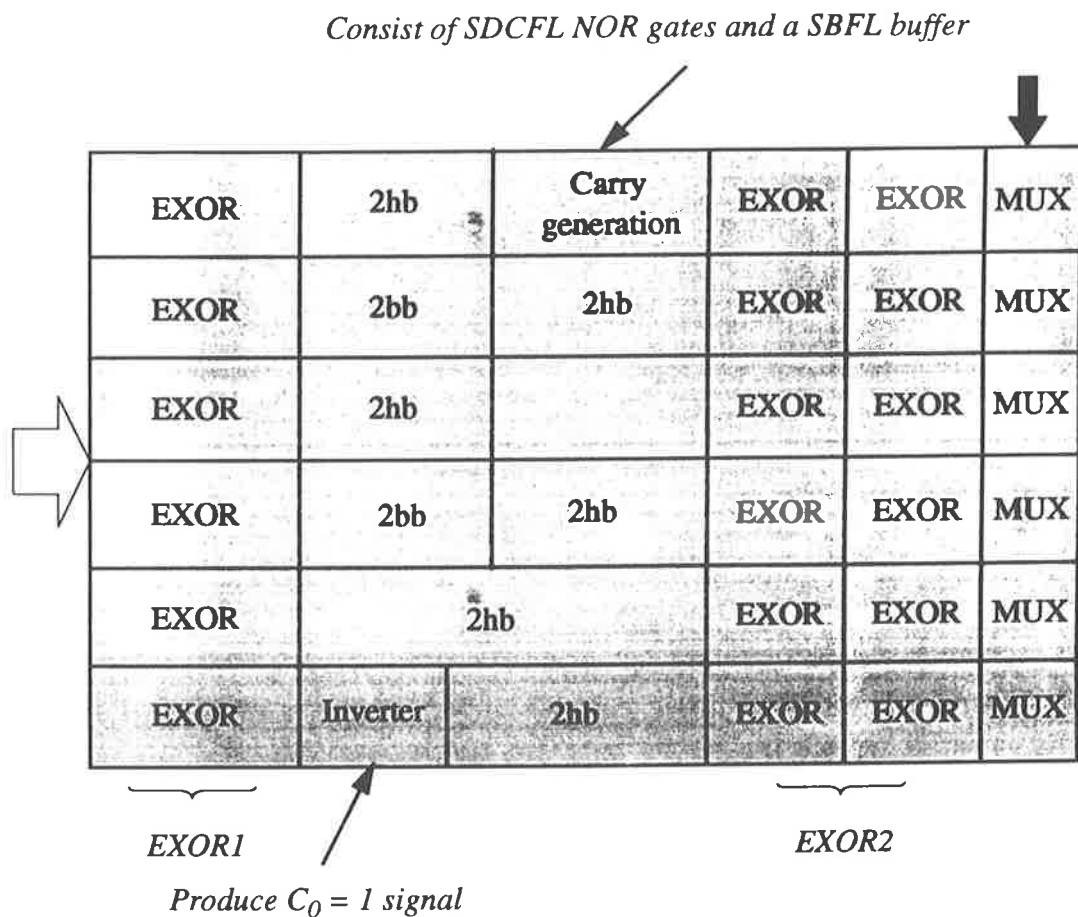 Consist of SDCFL NOR gates and a SBFL buffer
EXOR 2hb Carry generation EXOR EXOR MUX
EXOR 2bb 2hb EXOR EXOR MUX
EXOR 2hb EXOR EXOR MUX
EXOR 2bb 2hb EXOR EXOR MUX
EXOR 2hb EXOR EXOR MUX
EXOR Inverter 2hb EXOR EXOR MUX
EXOR1 EXOR2
Produce C0 = 1 signal